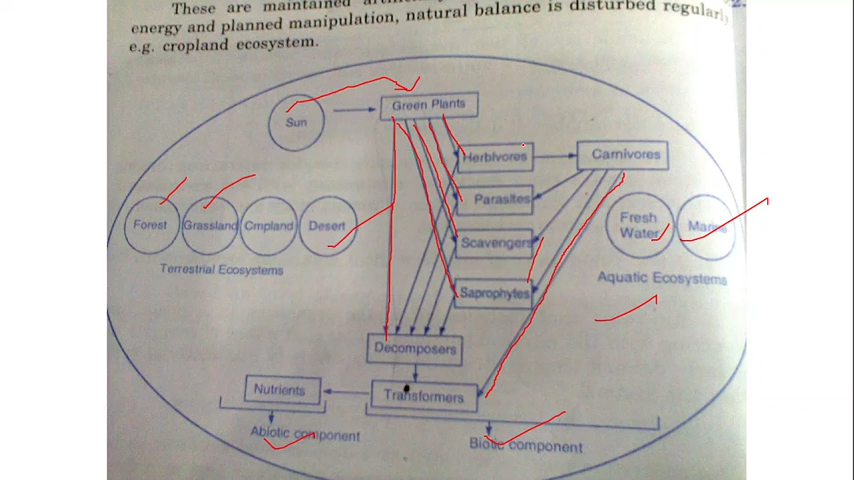 These are maintained
energy and planned manipulation, natural balance is disturbed regularly
e.g. cropland ecosystem.
Sun
Green Plants
Herbivores
Carnivores
Parasites
Forest
Grassland
Cropland
Desert
Fresh
Water
Marine
Scavengers
Terrestrial Ecosystems
Aquatic Ecosystems
Saprophytes
Decomposers
Nutrients
Transformers
Abiotic component
Biotic component